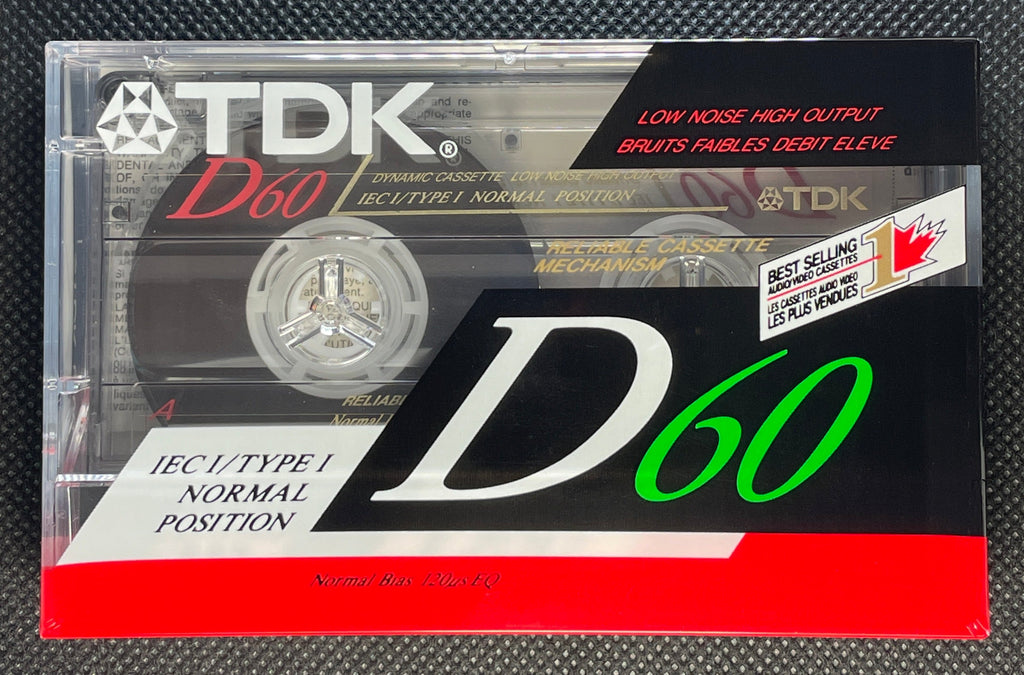 TDK®
LOW NOISE HIGH OUTPUT
BRUITS FAIBLES DEBIT ELEVE
D60
DYNAMIC CASSETTE LOW NOISE HIGH OUTPUT
IEC I/TYPE I NORMAL POSITION
TDK
RELIABLE CASSETTE
MECHANISM
BEST SELLING
AUDIO/VIDEO CASSETTES
LES CASSETTES AUDIO VIDEO
LES PLUS VENDUES
1
D60
A
RELIABL
Normal
IEC I/TYPE I
NORMAL
POSITION
Normal Bias 120µs EQ